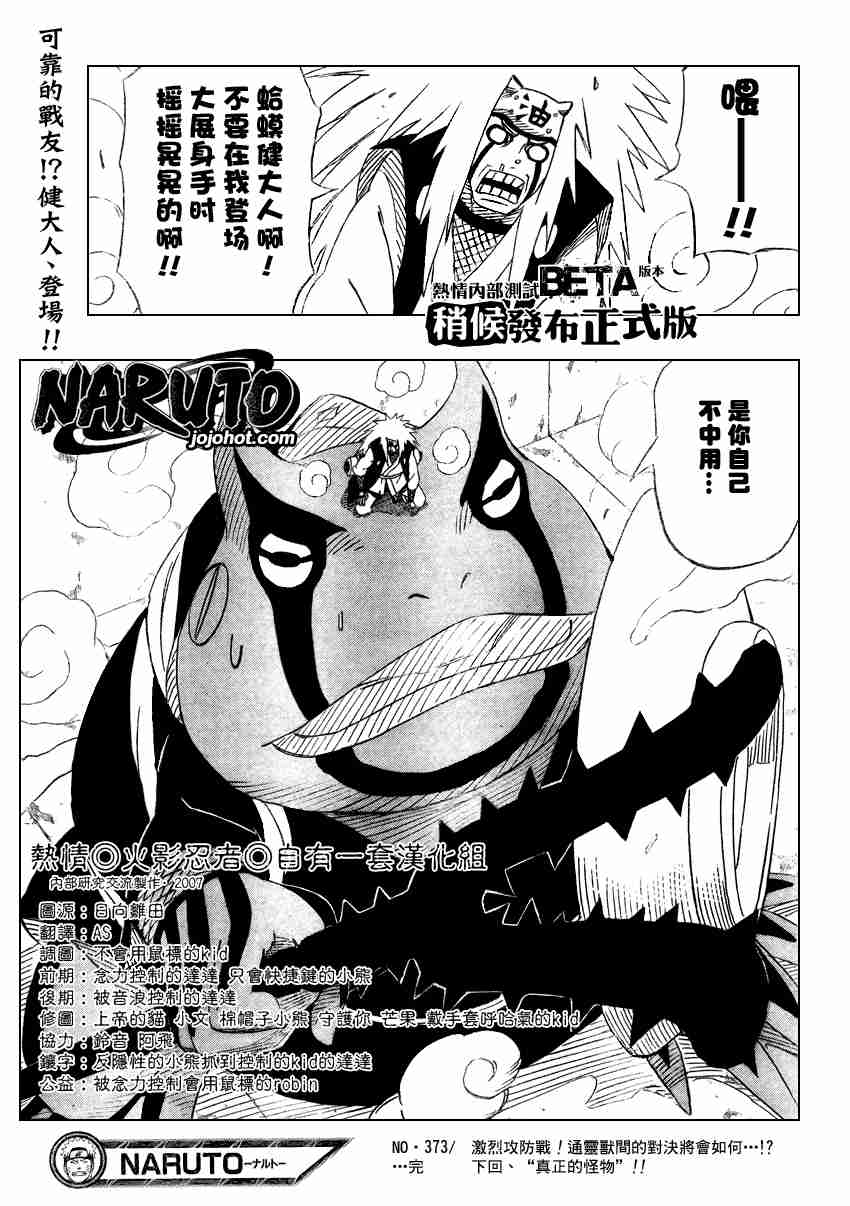 可靠的戰友!?健大人、登場!!
喂——!!
油
蛤蟆健大人啊！
不要在我登场
大展身手时
摇摇晃晃的啊!!
熱情內部測試BETA版本
稍候發布正式版
NARUTO
jojohot.com
是你自己
不中用…
熱情◎火影忍者◎自有一套漢化組
內部研究交流製作·2007
圖源：日向雞田
翻譯：AS
調圖：不會用鼠標的kid
前期：念力控制的達達 只會快捷鍵的小熊
後期：被音浪控制的達達
修圖：上帝的貓 小文 棉帽子小熊 守護你 芒果 戴手套呼哈氣的kid
協力：鈴音 阿飛
鑲字：反隱性的小熊抓到控制的kid的達達
公益：被念力控制會用鼠標的robin
NARUTO—ナルト—
NO·373/
…完
激烈攻防戰！通靈獸間的對決將會如何…!?
下回、“真正的怪物”!!